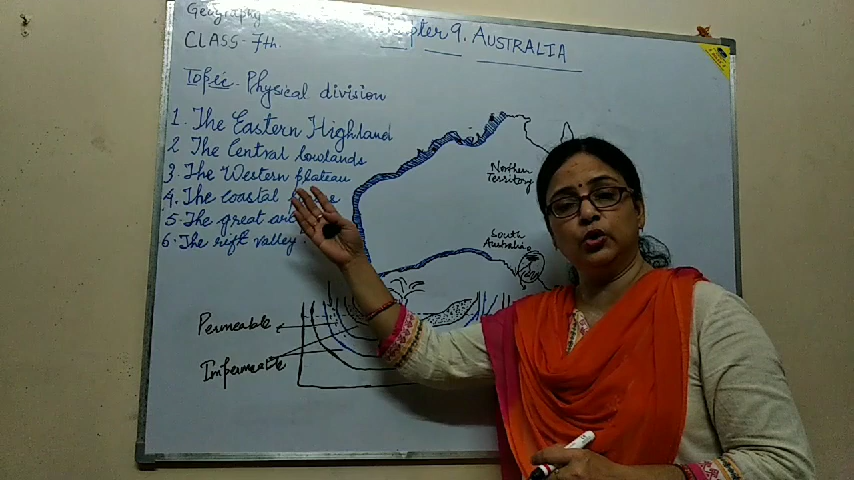 Geography
CLASS-7th.
Chapter 9. AUSTRALIA
Topic- Physical division
1. The Eastern Highland
2 The Central lowlands
3 The Western plateau
4. The coastal
5. The great
6. The rift valley.
Northern
Territory
South
Australia
Permeable
Impermeable